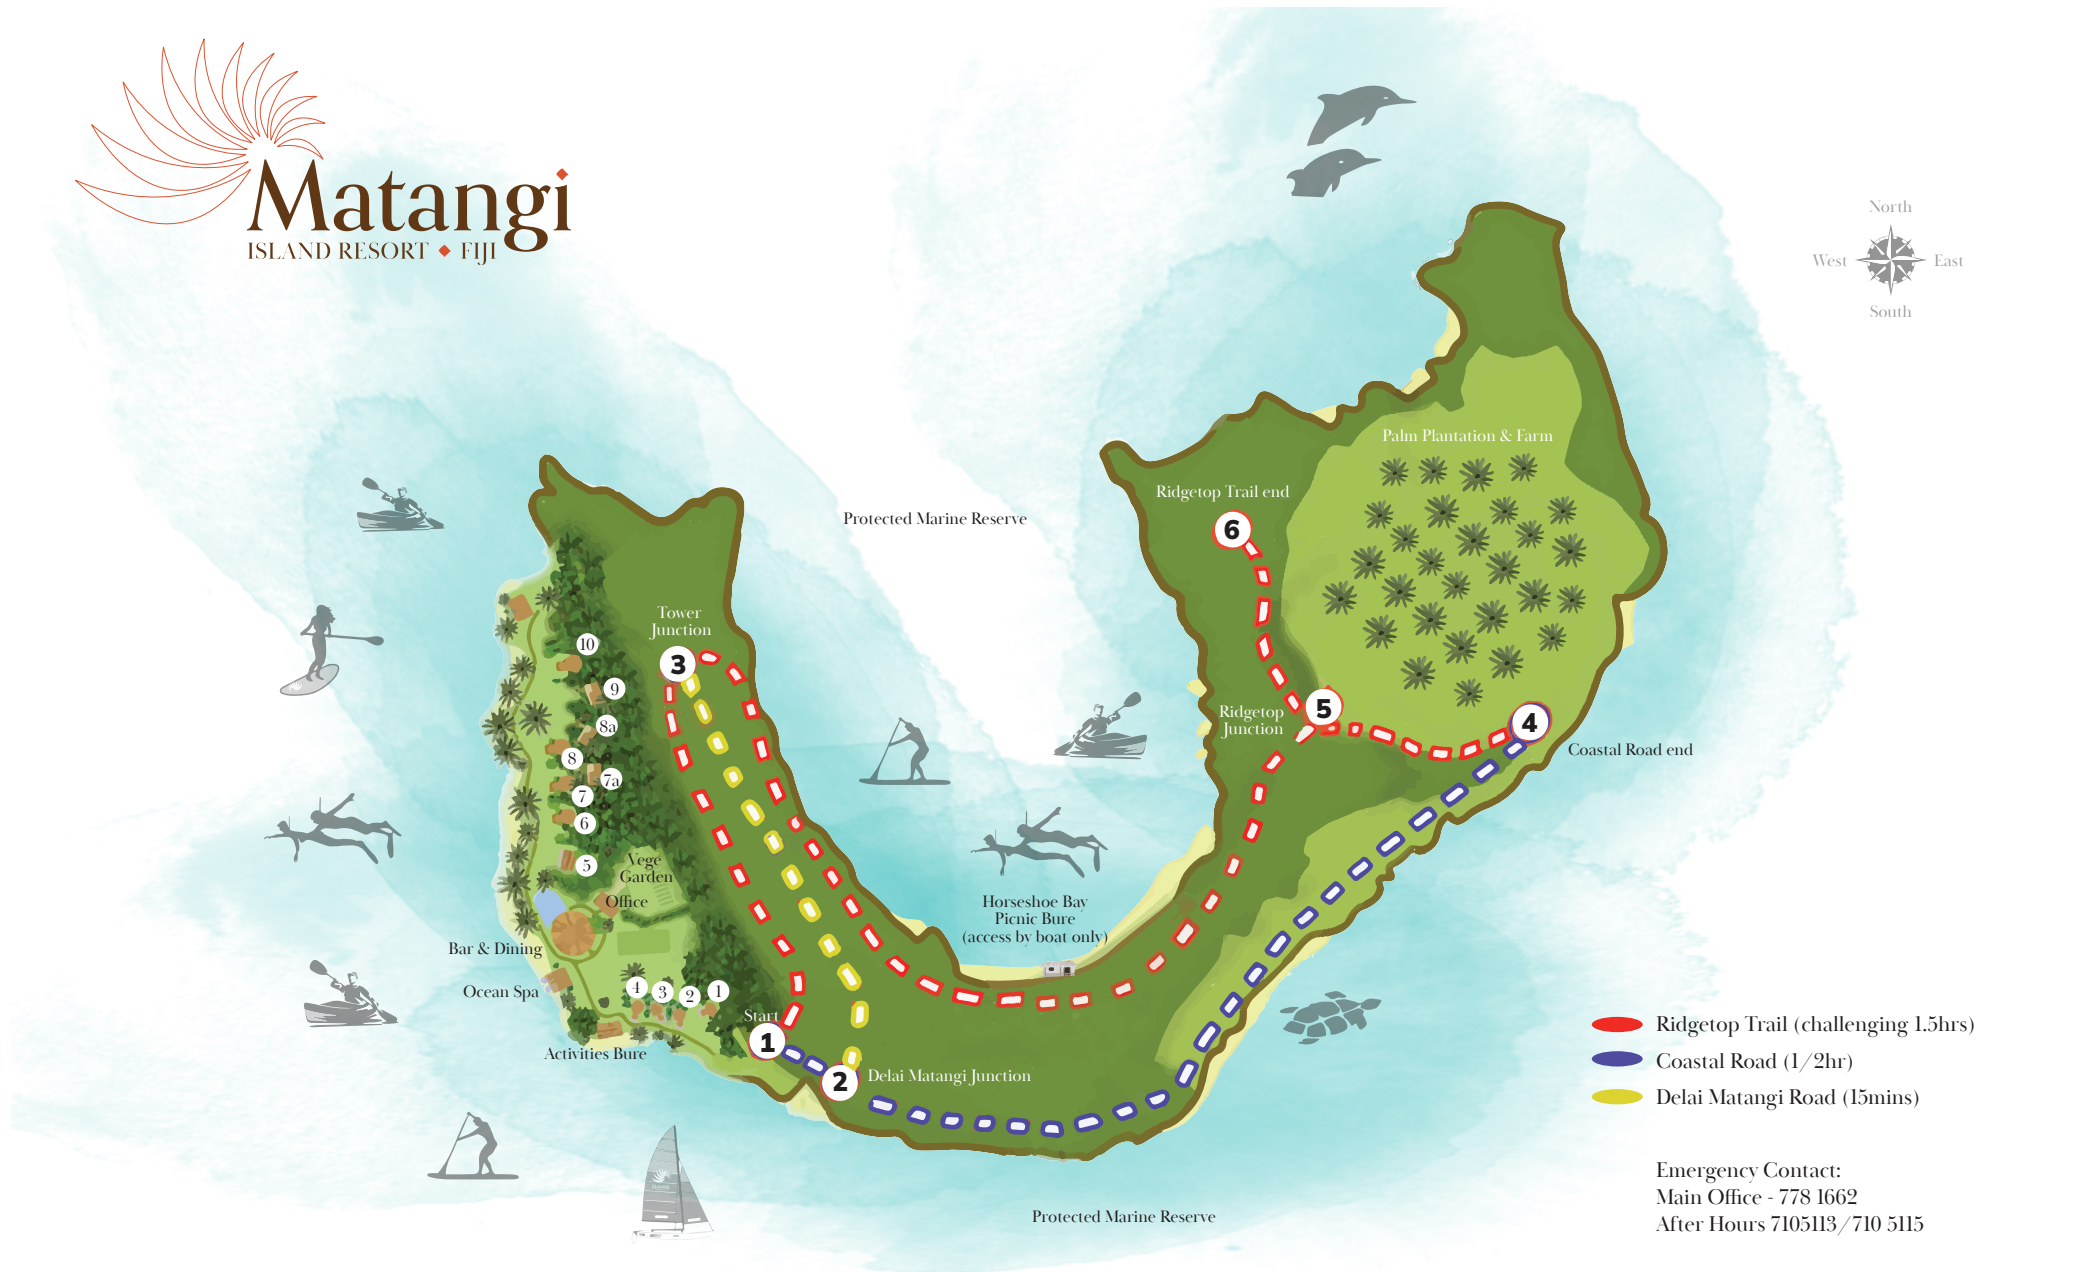 Matangi
ISLAND RESORT ◆ FIJI
North
West
East
South
Palm Plantation & Farm
Ridgetop Trail end
6
Protected Marine Reserve
Tower
Junction
3
10
9
8a
8
7a
7
6
5
Vege
Garden
Office
Bar & Dining
Ocean Spa
4
3
2
1
Activities Bure
Start
1
2
Delai Matangi Junction
Ridgetop
Junction
5
4
Coastal Road end
Horseshoe Bay
Picnic Bure
(access by boat only)
Protected Marine Reserve
Ridgetop Trail (challenging 1.5hrs)
Coastal Road (1/2hr)
Delai Matangi Road (15mins)
Emergency Contact:
Main Office - 778 1662
After Hours 7105113/710 5115